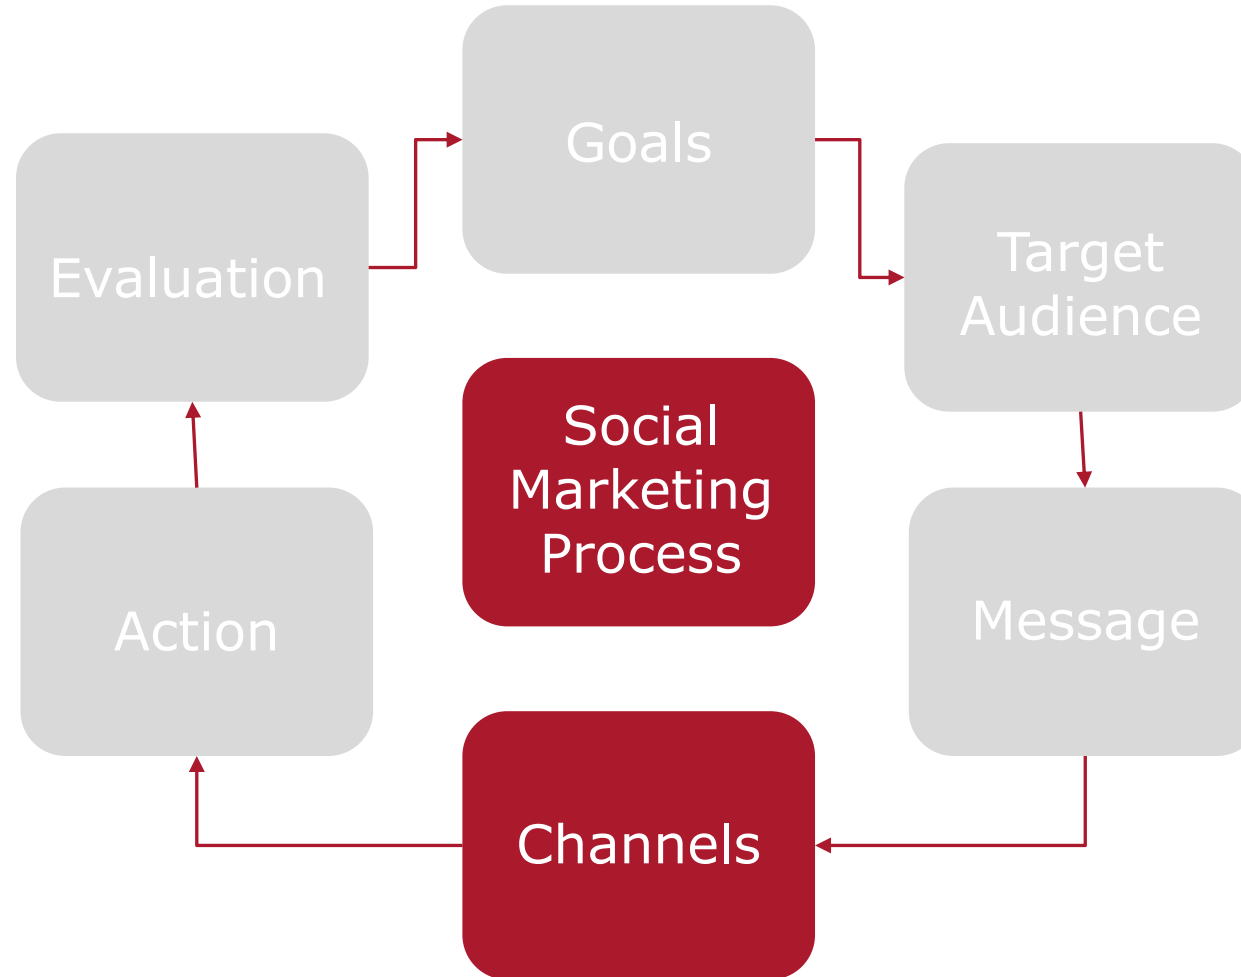 Goals
Target
Audience
Evaluation
Social
Marketing
Process
Message
Action
Channels